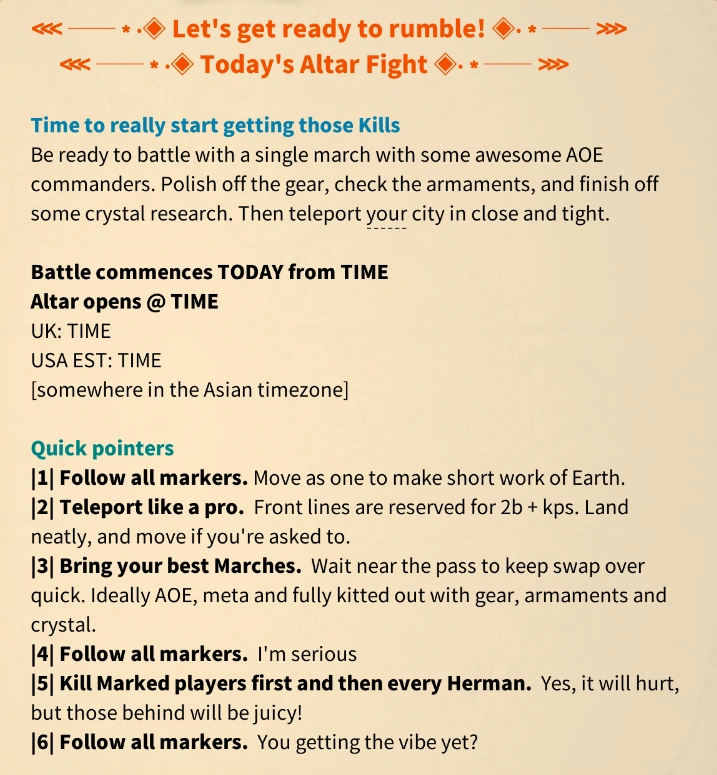 ⋘ ── * ·◈ Let's get ready to rumble! ◈· * ── ⋙
⋘ ── * ·◈ Today's Altar Fight ◈· * ── ⋙
Time to really start getting those Kills
Be ready to battle with a single march with some awesome AOE
commanders. Polish off the gear, check the armaments, and finish off
some crystal research. Then teleport your city in close and tight.
Battle commences TODAY from TIME
Altar opens @ TIME
UK: TIME
USA EST: TIME
[somewhere in the Asian timezone]
Quick pointers
|1| Follow all markers. Move as one to make short work of Earth.
|2| Teleport like a pro.  Front lines are reserved for 2b + kps. Land
neatly, and move if you're asked to.
|3| Bring your best Marches.  Wait near the pass to keep swap over
quick. Ideally AOE, meta and fully kitted out with gear, armaments and
crystal.
|4| Follow all markers.  I'm serious
|5| Kill Marked players first and then every Herman.  Yes, it will hurt,
but those behind will be juicy!
|6| Follow all markers.  You getting the vibe yet?